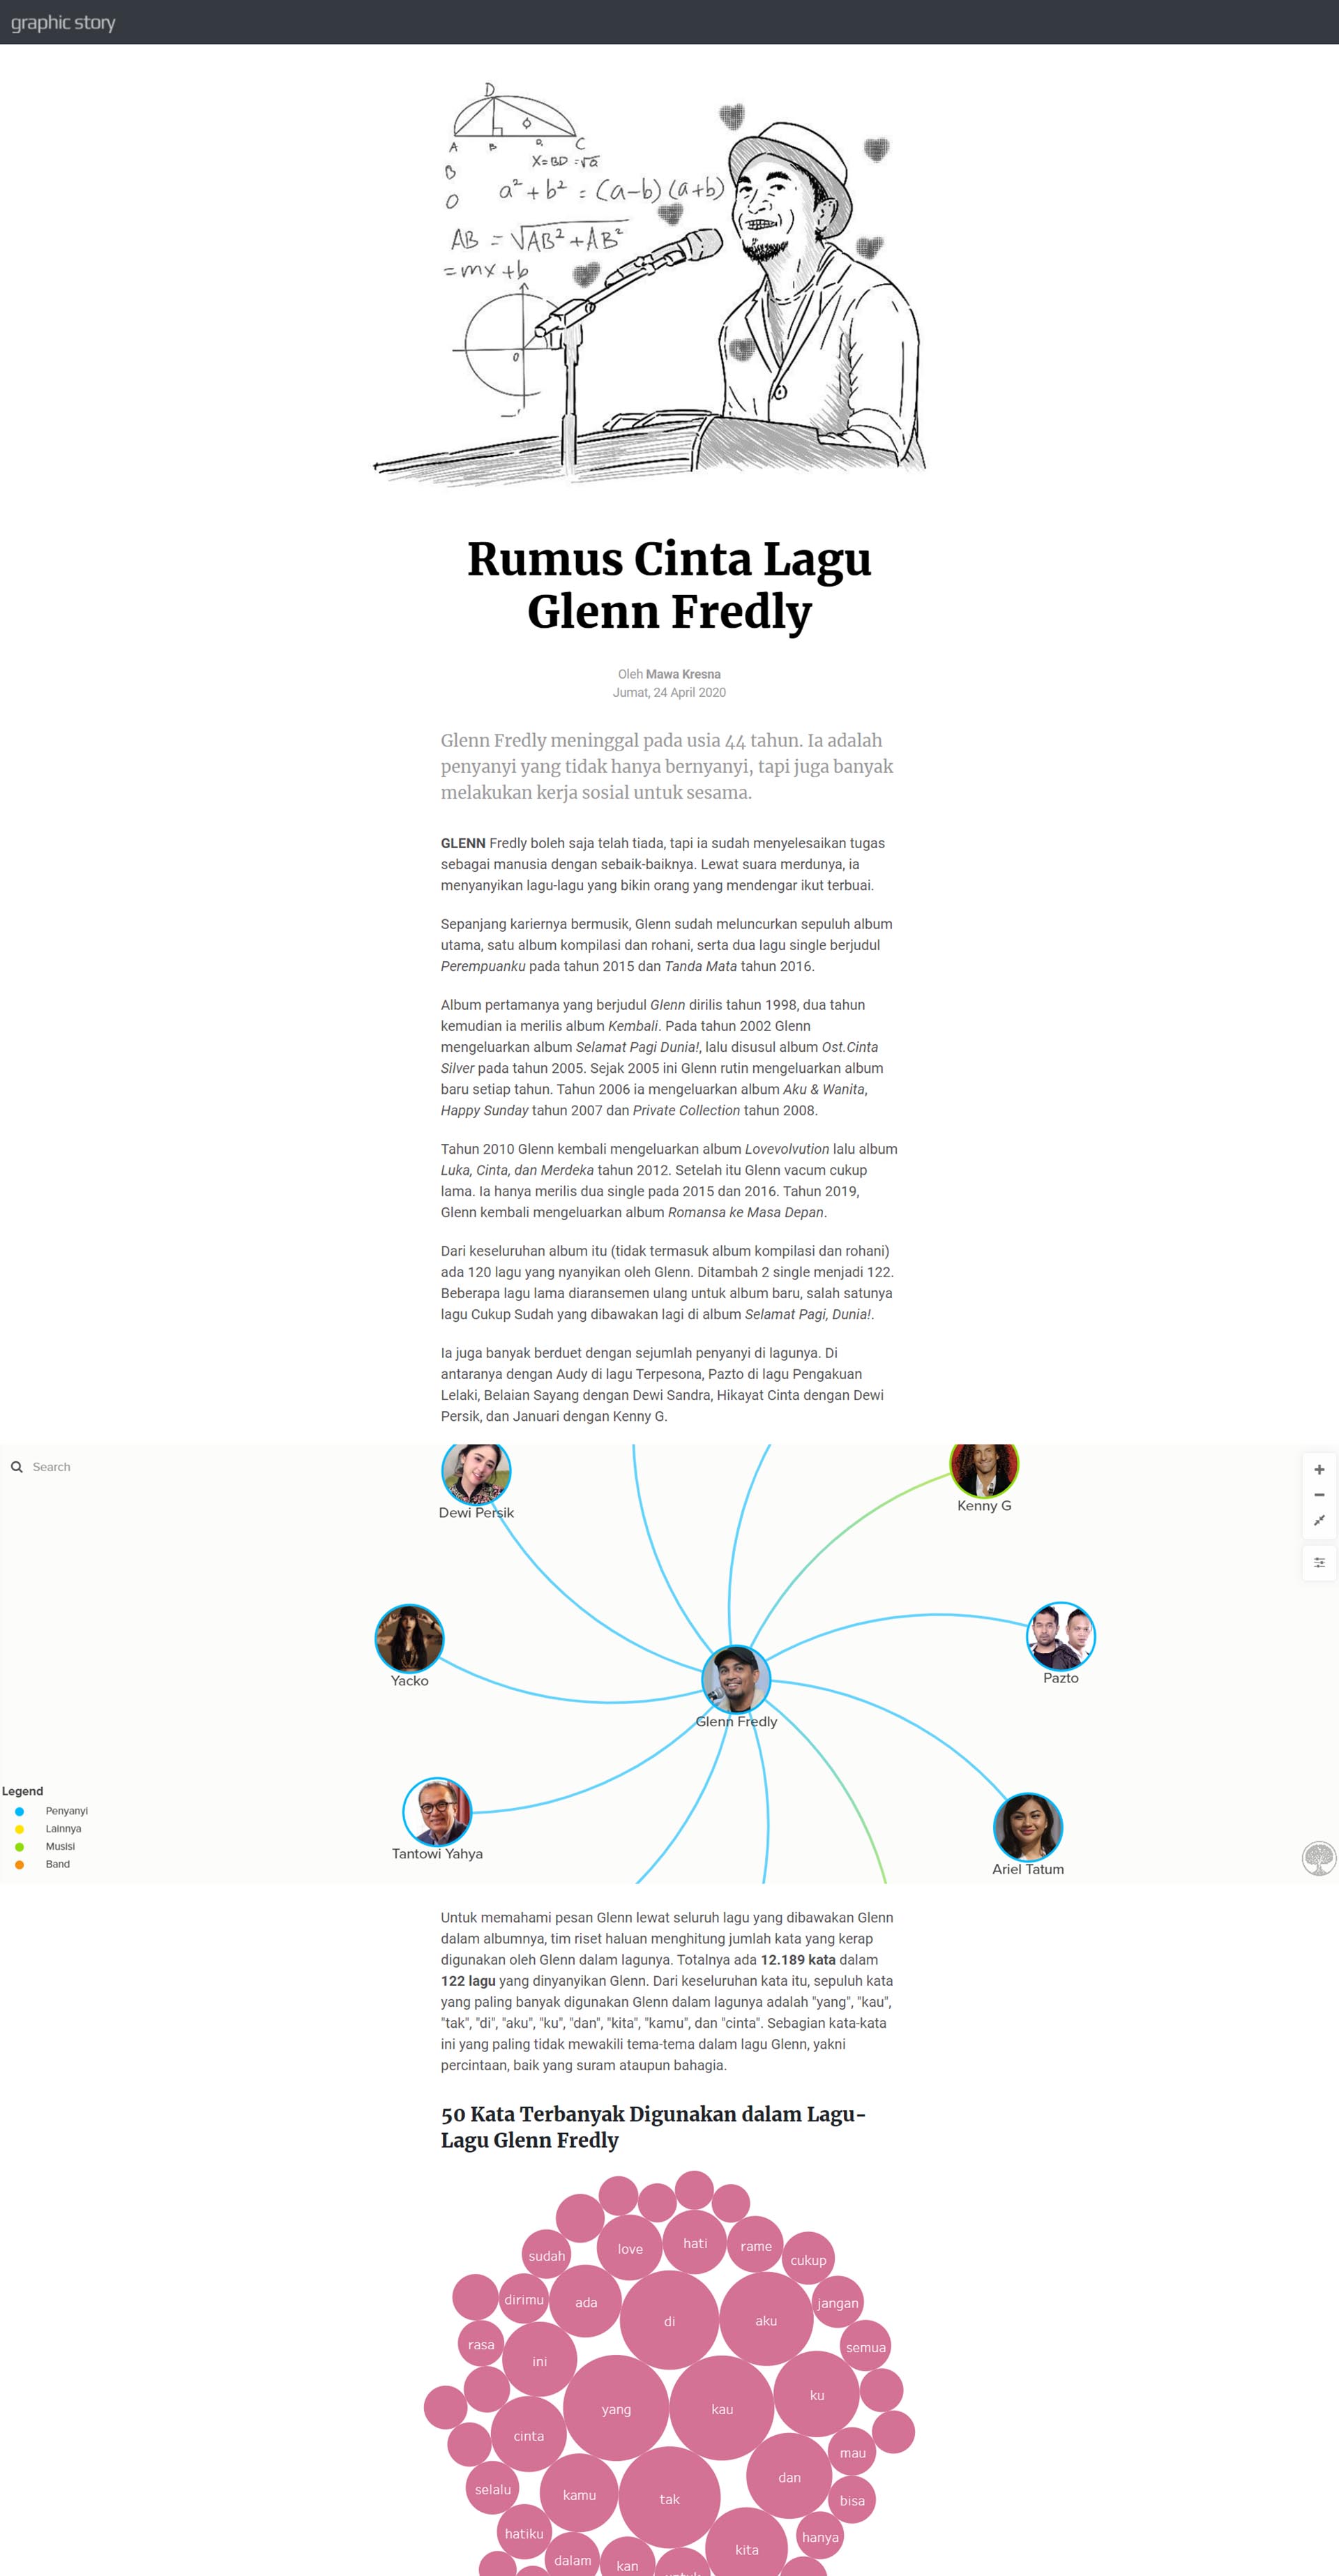 graphic story
D
A
B
C
X=BD=√a
B
O
a² + b² = (a-b)(a+b)
AB = √AB² + AB²
=mx+b
0
Rumus Cinta Lagu
Glenn Fredly
Oleh Mawa Kresna
Jumat, 24 April 2020
Glenn Fredly meninggal pada usia 44 tahun. Ia adalah
penyanyi yang tidak hanya bernyanyi, tapi juga banyak
melakukan kerja sosial untuk sesama.
GLENN Fredly boleh saja telah tiada, tapi ia sudah menyelesaikan tugas
sebagai manusia dengan sebaik-baiknya. Lewat suara merdunya, ia
menyanyikan lagu-lagu yang bikin orang yang mendengar ikut terbuai.
Sepanjang kariernya bermusik, Glenn sudah meluncurkan sepuluh album
utama, satu album kompilasi dan rohani, serta dua lagu single berjudul
Perempuanku pada tahun 2015 dan Tanda Mata tahun 2016.
Album pertamanya yang berjudul Glenn dirilis tahun 1998, dua tahun
kemudian ia merilis album Kembali. Pada tahun 2002 Glenn
mengeluarkan album Selamat Pagi Dunia!, lalu disusul album Ost.Cinta
Silver pada tahun 2005. Sejak 2005 ini Glenn rutin mengeluarkan album
baru setiap tahun. Tahun 2006 ia mengeluarkan album Aku & Wanita,
Happy Sunday tahun 2007 dan Private Collection tahun 2008.
Tahun 2010 Glenn kembali mengeluarkan album Lovevolvution lalu album
Luka, Cinta, dan Merdeka tahun 2012. Setelah itu Glenn vacum cukup
lama. Ia hanya merilis dua single pada 2015 dan 2016. Tahun 2019,
Glenn kembali mengeluarkan album Romansa ke Masa Depan.
Dari keseluruhan album itu (tidak termasuk album kompilasi dan rohani)
ada 120 lagu yang nyanyikan oleh Glenn. Ditambah 2 single menjadi 122.
Beberapa lagu lama diaransemen ulang untuk album baru, salah satunya
lagu Cukup Sudah yang dibawakan lagi di album Selamat Pagi, Dunia!.
Ia juga banyak berduet dengan sejumlah penyanyi di lagunya. Di
antaranya dengan Audy di lagu Terpesona, Pazto di lagu Pengakuan
Lelaki, Belaian Sayang dengan Dewi Sandra, Hikayat Cinta dengan Dewi
Persik, dan Januari dengan Kenny G.
Search
Dewi Persik
Kenny G
Yacko
Pazto
Glenn Fredly
Tantowi Yahya
Ariel Tatum
Legend
Penyanyi
Lainnya
Musisi
Band
Untuk memahami pesan Glenn lewat seluruh lagu yang dibawakan Glenn
dalam albumnya, tim riset haluan menghitung jumlah kata yang kerap
digunakan oleh Glenn dalam lagunya. Totalnya ada 12.189 kata dalam
122 lagu yang dinyanyikan Glenn. Dari keseluruhan kata itu, sepuluh kata
yang paling banyak digunakan Glenn dalam lagunya adalah "yang", "kau",
"tak", "di", "aku", "ku", "dan", "kita", "kamu", dan "cinta". Sebagian kata-kata
ini yang paling tidak mewakili tema-tema dalam lagu Glenn, yakni
percintaan, baik yang suram ataupun bahagia.
50 Kata Terbanyak Digunakan dalam Lagu-
Lagu Glenn Fredly
sudah
love
hati
rame
cukup
dirimu
ada
di
aku
jangan
rasa
ini
semua
yang
kau
ku
cinta
mau
selalu
kamu
tak
dan
bisa
hatiku
hanya
dalam
kan
kita